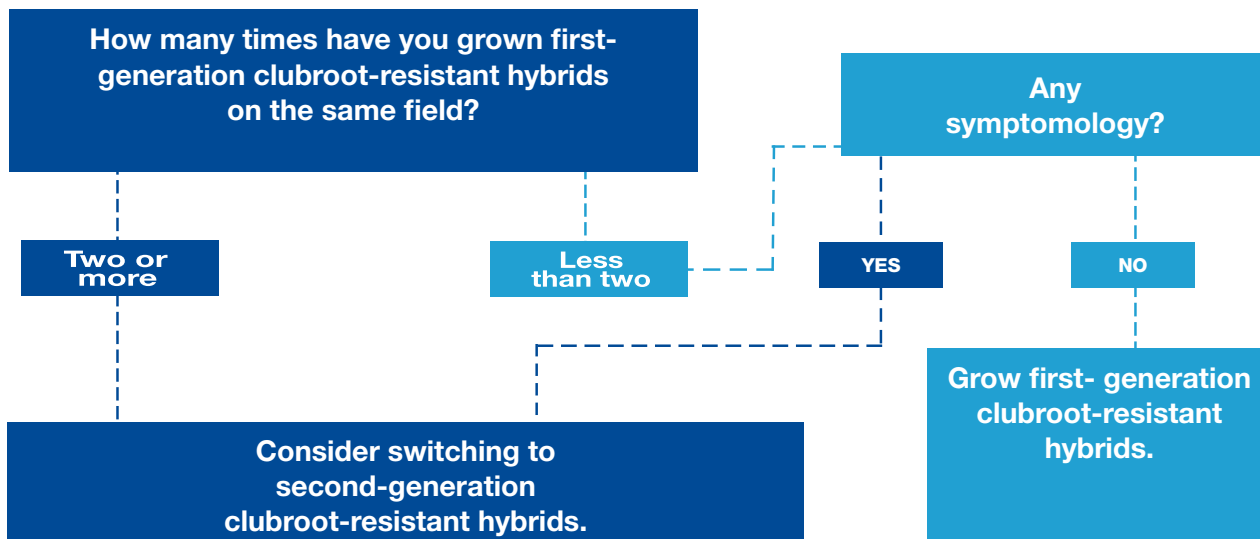 How many times have you grown first-
generation clubroot-resistant hybrids
on the same field?
Any
symptomology?
Two or
more
Less
than two
YES
NO
Grow first- generation
clubroot-resistant
hybrids.
Consider switching to
second-generation
clubroot-resistant hybrids.